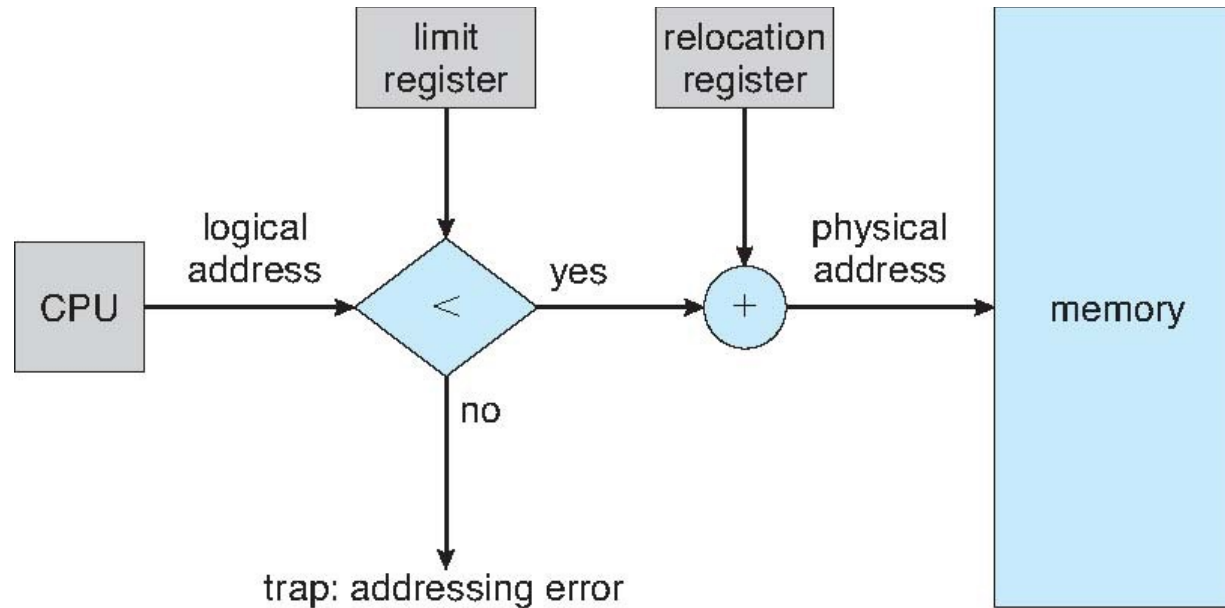 limit
register
relocation
register
logical
address
physical
address
CPU
<
yes
+
memory
no
trap: addressing error